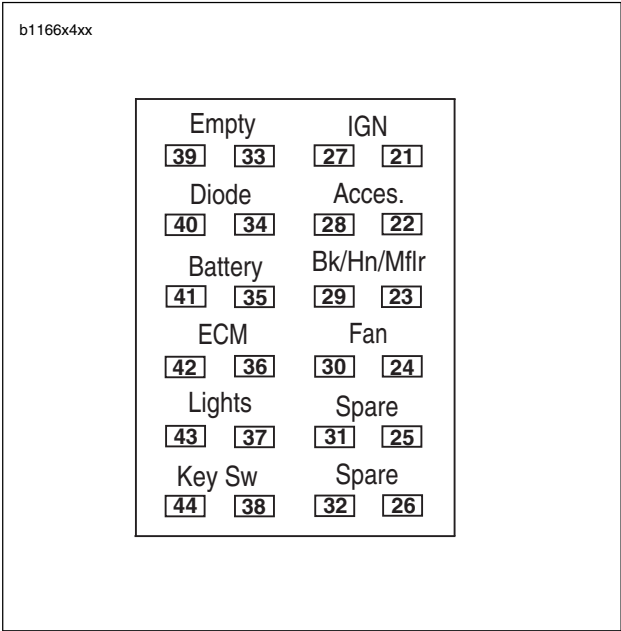 b1166x4xx
Empty IGN
39 33 27 21
Diode Acces.
40 34 28 22
Battery Bk/Hn/Mflr
41 35 29 23
ECM Fan
42 36 30 24
Lights Spare
43 37 31 25
Key Sw Spare
44 38 32 26